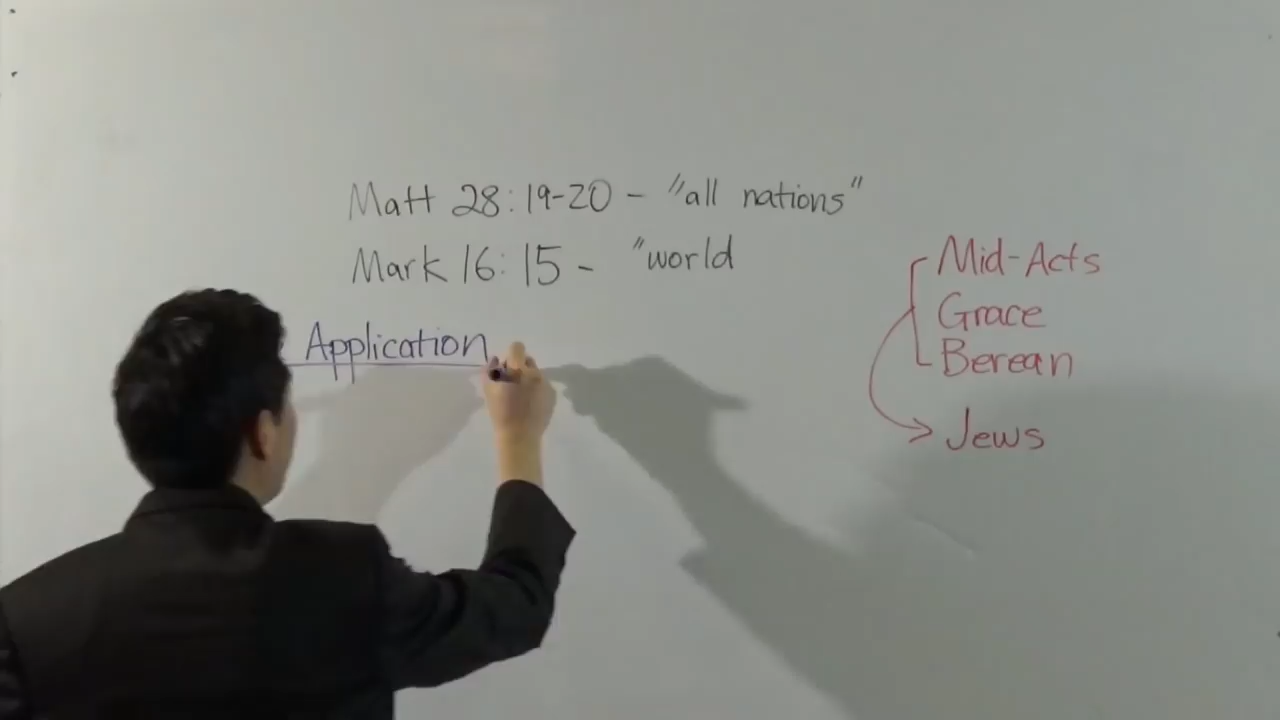 Matt 28:19-20 - "all nations"
Mark 16:15 - "world
Application
Mid-Acts
Grace
Berean
Jews